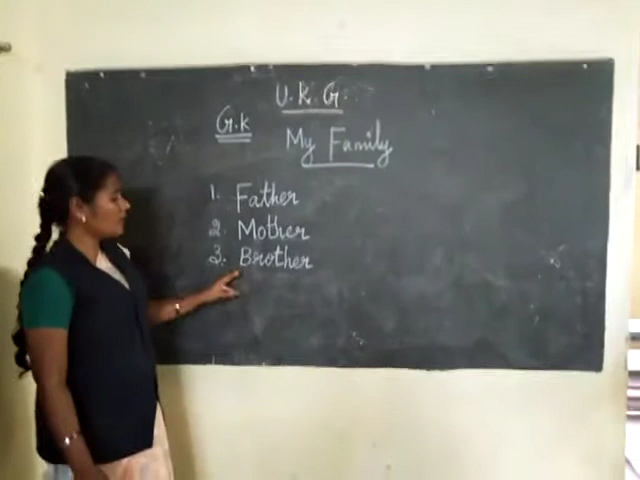 U.K.G.
G.K
My Family
1. Father
2. Mother
3. Brother